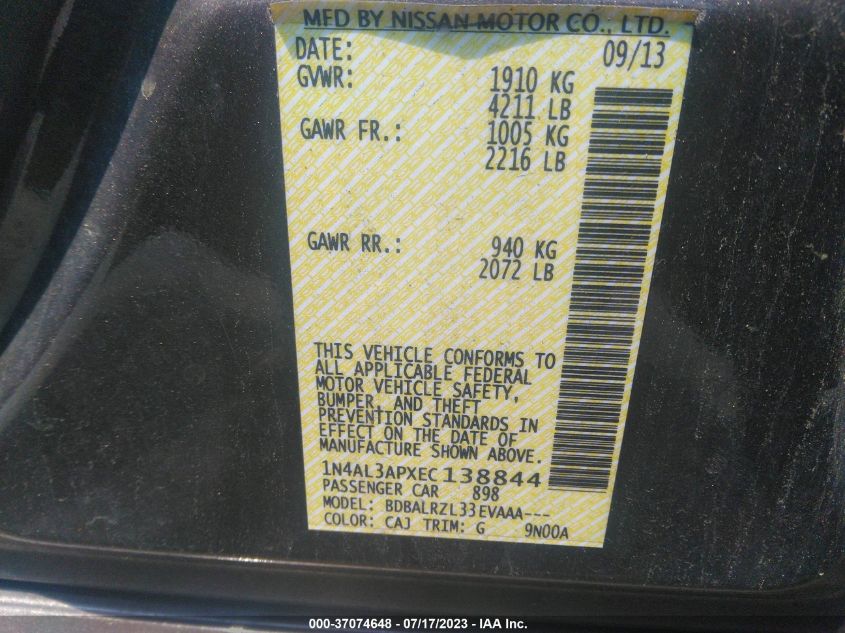 MFD BY NISSAN MOTOR CO., LTD.
DATE: 09/13
GVWR: 1910 KG
4211 LB
GAWR FR.: 1005 KG
2216 LB
GAWR RR.: 940 KG
2072 LB
THIS VEHICLE CONFORMS TO
ALL APPLICABLE FEDERAL
MOTOR VEHICLE SAFETY,
BUMPER, AND THEFT
PREVENTION STANDARDS IN
EFFECT ON THE DATE OF
MANUFACTURE SHOWN ABOVE.
1N4AL3APXEC138844
PASSENGER CAR 898
MODEL: BDBALRZL33EVAAA---
COLOR: CAJ TRIM: G 9N00A
000-37074648 - 07/17/2023 - IAA Inc.